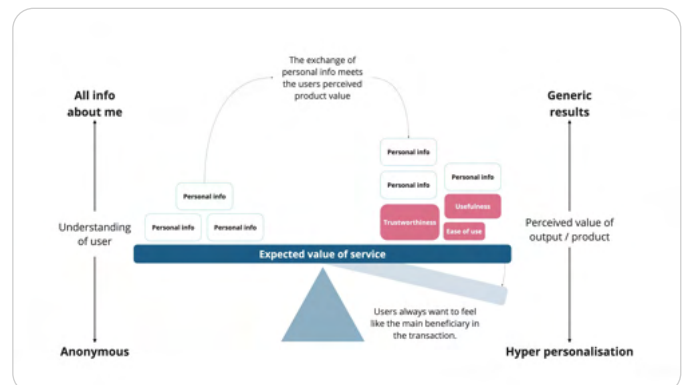 The exchange of
personal info meets
the users perceived
product value
All info
about me
Generic
results
Personal info
Personal info
Personal info
Personal info
Personal info
Usefulness
Personal info
Personal info
Trustworthiness
Ease of use
Understanding
of user
Perceived value of
output / product
Expected value of service
Users always want to feel
like the main beneficiary in
the transaction.
Anonymous
Hyper personalisation